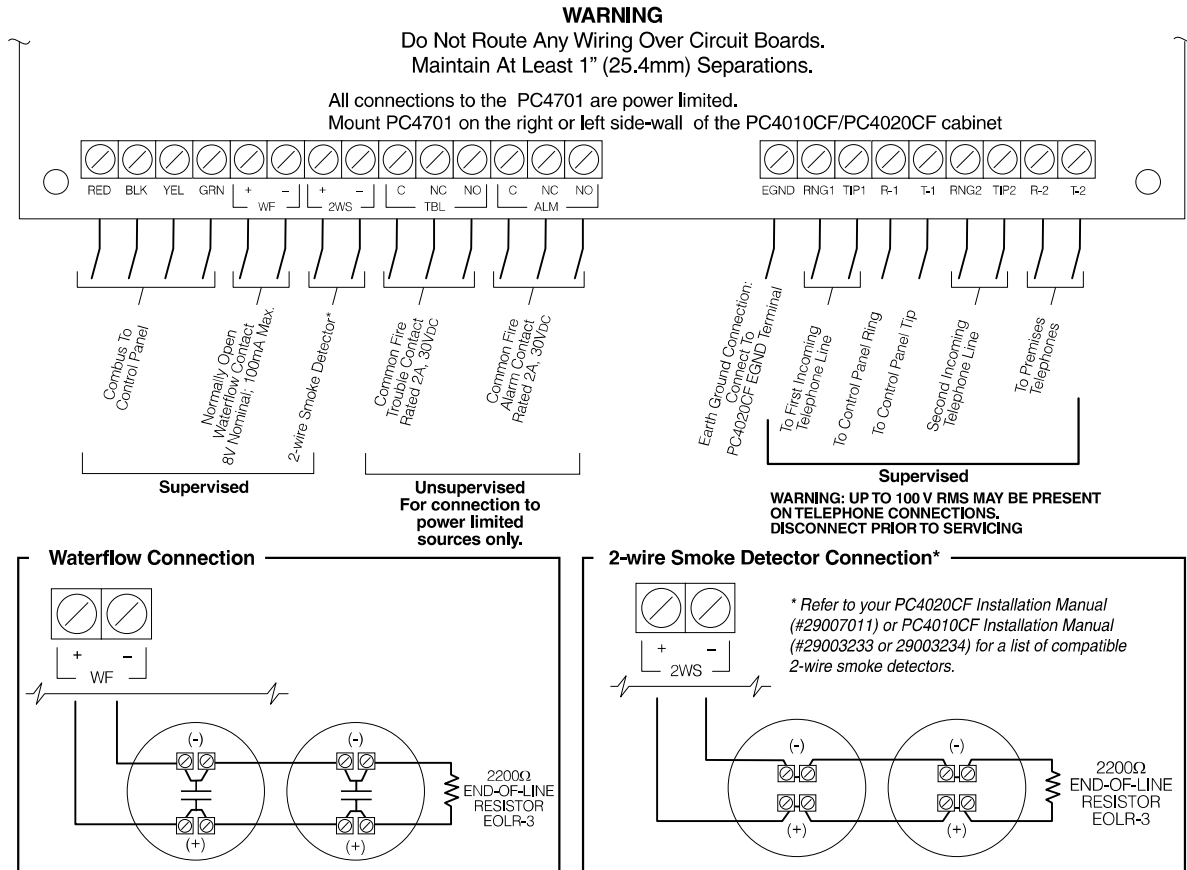 WARNING
Do Not Route Any Wiring Over Circuit Boards.
Maintain At Least 1” (25.4mm) Separations.
All connections to the PC4701 are power limited.
Mount PC4701 on the right or left side-wall of the PC4010CF/PC4020CF cabinet
RED BLK YEL GRN + − + − C NC NO C NC NO
WF 2WS TBL ALM
EGND RNG1 TIP1 R-1 T-1 RNG2 TIP2 R-2 T-2
Combus To
Control Panel
Normally Open
Waterflow Contact
8V Nominal; 100mA Max.
2-wire Smoke Detector*
Common Fire
Trouble Contact
Rated 2A, 30VDC
Common Fire
Alarm Contact
Rated 2A, 30VDC
Earth Ground Connection:
Connect To
PC4020CF EGND Terminal
To First Incoming
Telephone Line
To Control Panel Ring
To Control Panel Tip
Second Incoming
Telephone Line
To Premises
Telephones
Supervised
Unsupervised
For connection to
power limited
sources only.
Supervised
WARNING: UP TO 100 V RMS MAY BE PRESENT
ON TELEPHONE CONNECTIONS.
DISCONNECT PRIOR TO SERVICING
Waterflow Connection
+ −
WF
(-) (-)
(+) (+)
2200Ω
END-OF-LINE
RESISTOR
EOLR-3
2-wire Smoke Detector Connection*
+ −
2WS
* Refer to your PC4020CF Installation Manual
(#29007011) or PC4010CF Installation Manual
(#29003233 or 29003234) for a list of compatible
2-wire smoke detectors.
(-) (-)
(+) (+)
2200Ω
END-OF-LINE
RESISTOR
EOLR-3